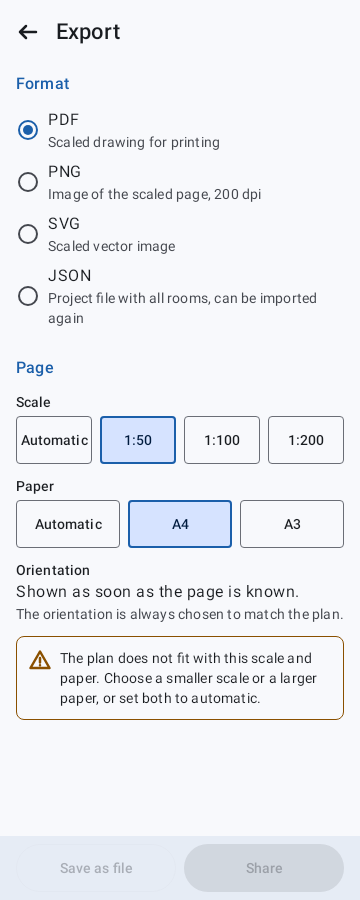 Export
Format
PDF
Scaled drawing for printing
PNG
Image of the scaled page, 200 dpi
SVG
Scaled vector image
JSON
Project file with all rooms, can be imported
again
Page
Scale
Automatic 1:50 1:100 1:200
Paper
Automatic A4 A3
Orientation
Shown as soon as the page is known.
The orientation is always chosen to match the plan.
The plan does not fit with this scale and
paper. Choose a smaller scale or a larger
paper, or set both to automatic.
Save as file Share